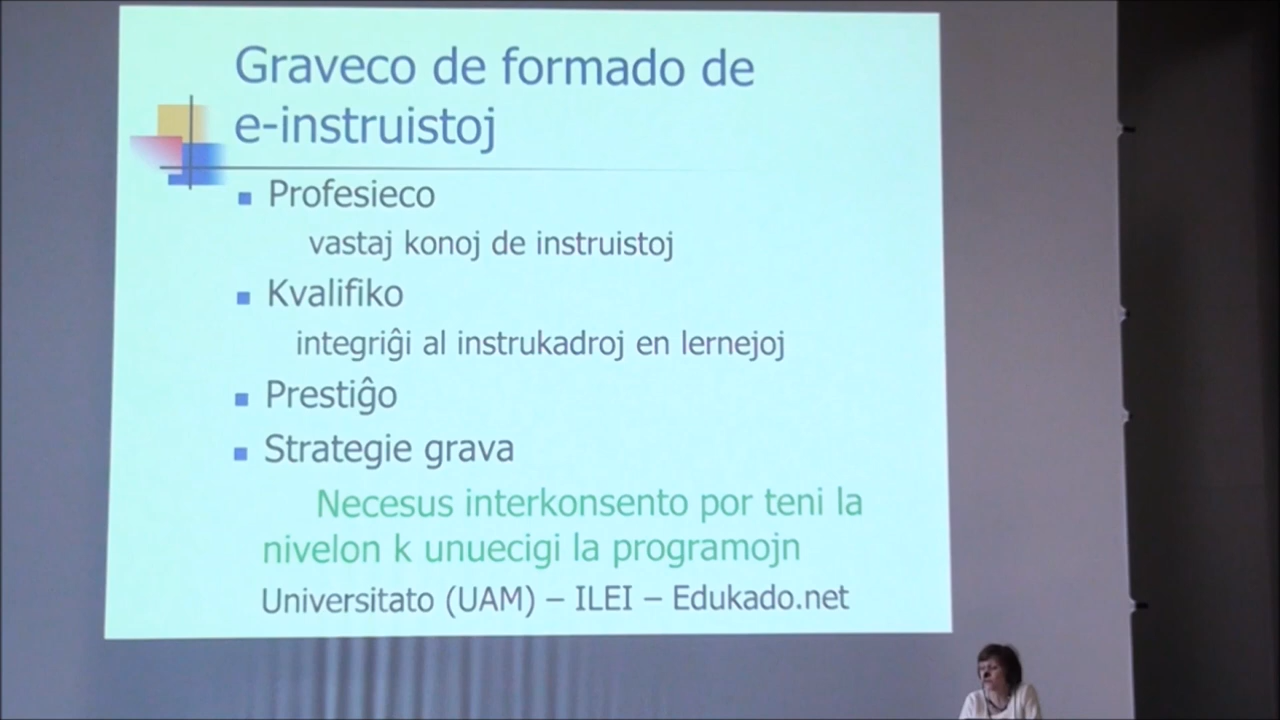 Graveco de formado de
e-instruistoj
Profesieco
vastaj konoj de instruistoj
Kvalifiko
integriĝi al instrukadroj en lernejoj
Prestiĝo
Strategie grava
Necesus interkonsento por teni la
nivelon k unuecigi la programojn
Universitato (UAM) – ILEI – Edukado.net